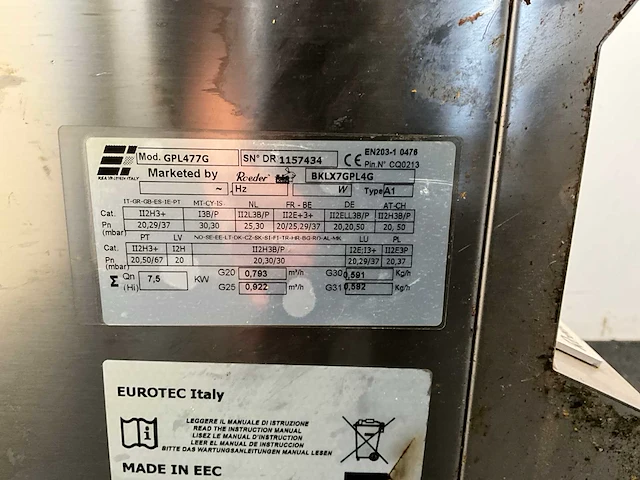 Mod. GPL477G SN° DR 1157434 CE EN203-1 0476
Pin.N° CQ0213
Marketed by Roeder BKLX7GPL4G
~ , Hz W Type A1
IT-GR-GB-ES-IE-PT MT-CY-IS NL FR - BE DE AT-CH
Cat. II2H3+ I3B/P II2L3B/P II2E+3+ II2ELL3B/P II2H3B/P
Pn (mbar) 20,29/37 30,30 25,30 20/25,29/37 20,20,50 20, 50
PT LV NO-SE-EE-LT-DK-CZ-SK-SI-FI-TR-HR-BG-RO-AL-MK LU PL
Cat. II2H3+ I2H II2H3B/P I2E;I3+ II2E3P
Pn (mbar) 20,50/67 20 20,30/30 20,29/37 20,37
Σ Qn (Hi) 7,5 KW G20 0,793 m³/h G30 0,591 Kg/h
G25 0,922 m³/h G31 0,582 Kg/h
EUROTEC Italy
LEGGERE IL MANUALE DI ISTRUZIONE
READ THE INSTRUCTION MANUAL
LISEZ LE MANUEL D'INSTRUCTION
LEER EL MANUAL DE INSTRUCCION
BITTE DAS WARTUNGSANLEITUNGEN MANUAL LESEN
MADE IN EEC